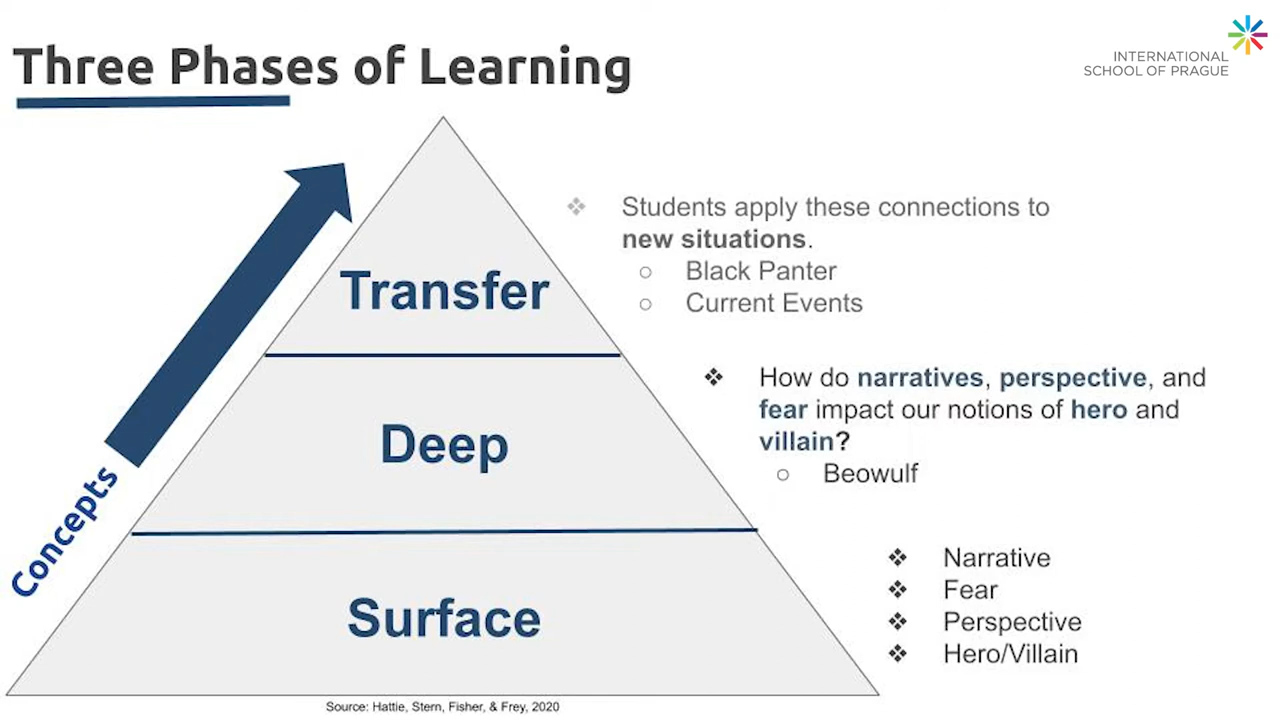 Three Phases of Learning
INTERNATIONAL
SCHOOL OF PRAGUE
Concepts
Transfer
❖ Students apply these connections to
new situations.
○ Black Panter
○ Current Events
Deep
❖ How do narratives, perspective, and
fear impact our notions of hero and
villain?
○ Beowulf
Surface
❖ Narrative
❖ Fear
❖ Perspective
❖ Hero/Villain
Source: Hattie, Stern, Fisher, & Frey, 2020